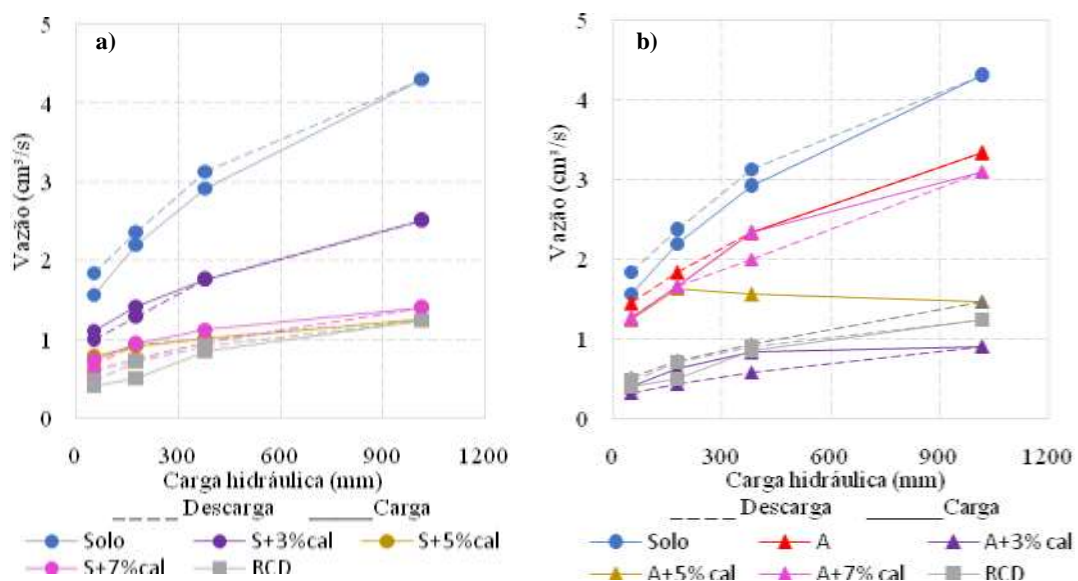 a)
5
4
3
2
1
0
Vazão (cm³/s)
0 300 600 900 1200
Carga hidráulica (mm)
Descarga Carga
Solo S+3%cal S+5%cal
S+7%cal RCD
b)
5
4
3
2
1
0
Vazão (cm³/s)
0 300 600 900 1200
Carga hidráulica (mm)
Descarga Carga
Solo A A+3% cal
A+5% cal A+7% cal RCD